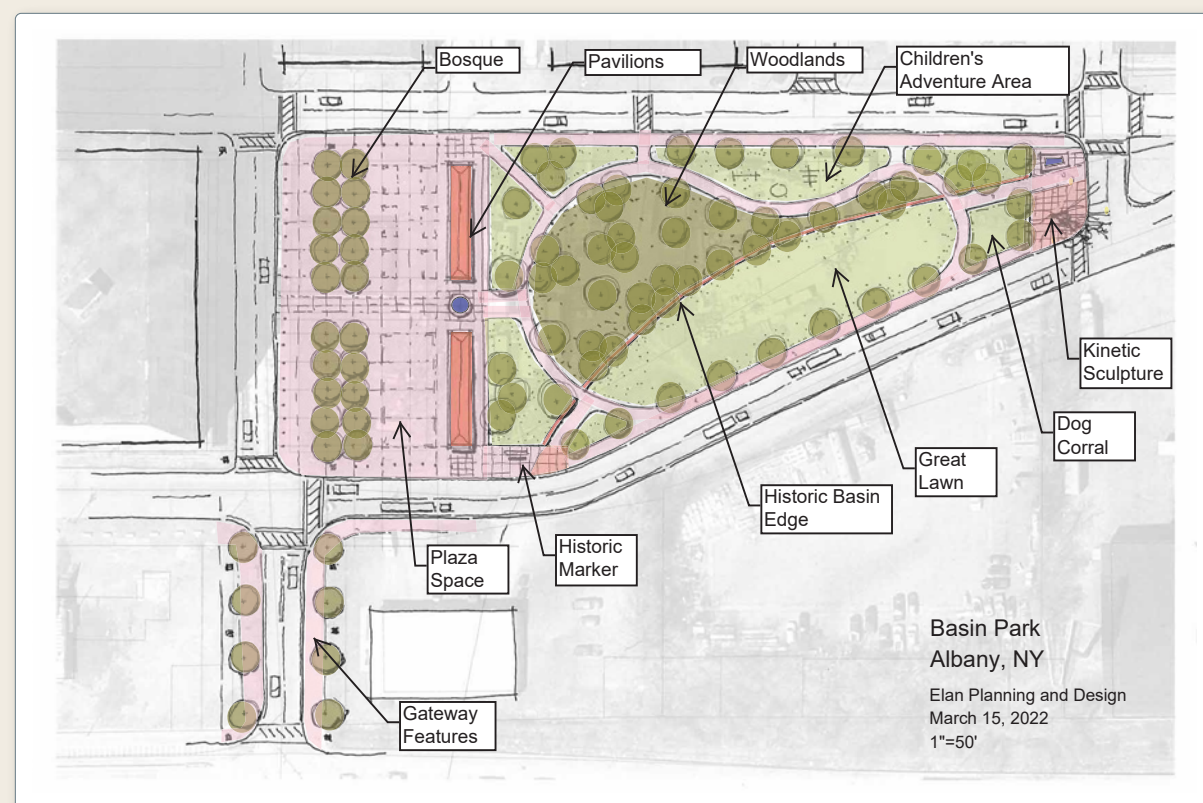 Bosque
Pavilions
Woodlands
Children's
Adventure Area
Kinetic
Sculpture
Dog
Corral
Great
Lawn
Historic Basin
Edge
Historic
Marker
Plaza
Space
Gateway
Features
Basin Park
Albany, NY
Elan Planning and Design
March 15, 2022
1"=50'